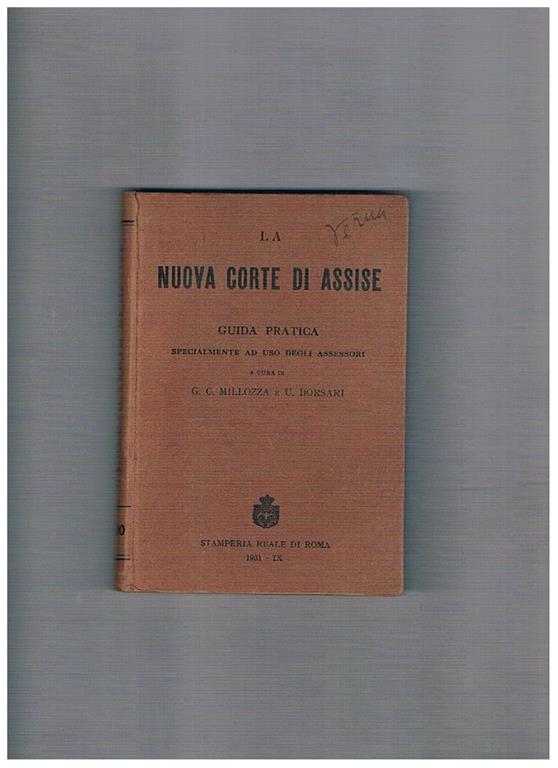 LA
NUOVA CORTE DI ASSISE
GUIDA PRATICA
SPECIALMENTE AD USO DEGLI ASSESSORI
A CURA DI
G. C. MILLOZZA E U. BORSARI
STAMPERIA REALE DI ROMA
1931 - IX